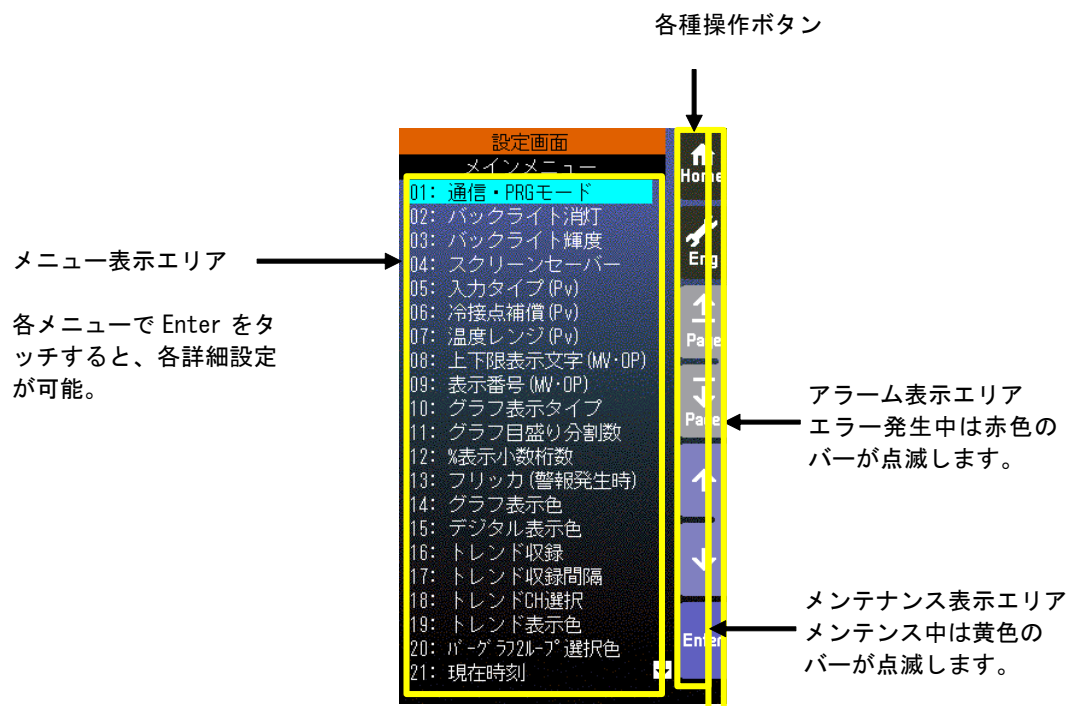 各種操作ボタン
設定画面
メインメニュー
01: 通信・PRGモード
02: バックライト消灯
03: バックライト輝度
04: スクリーンセーバー
05: 入力タイプ(Pv)
06: 冷接点補償(Pv)
07: 温度レンジ(Pv)
08: 上下限表示文字(MV・OP)
09: 表示番号(MV・OP)
10: グラフ表示タイプ
11: グラフ目盛り分割数
12: %表示小数桁数
13: フリッカ(警報発生時)
14: グラフ表示色
15: デジタル表示色
16: トレンド収録
17: トレンド収録間隔
18: トレンドCH選択
19: トレンド表示色
20: ﾊﾞｰｸﾞﾗﾌ2ﾙｰﾌﾟ選択色
21: 現在時刻
Home
Eng
Page
Page
Enter
メニュー表示エリア
各メニューで Enter をタ
ッチすると、各詳細設定
が可能。
アラーム表示エリア
エラー発生中は赤色の
バーが点滅します。
メンテナンス表示エリア
メンテンス中は黄色の
バーが点滅します。